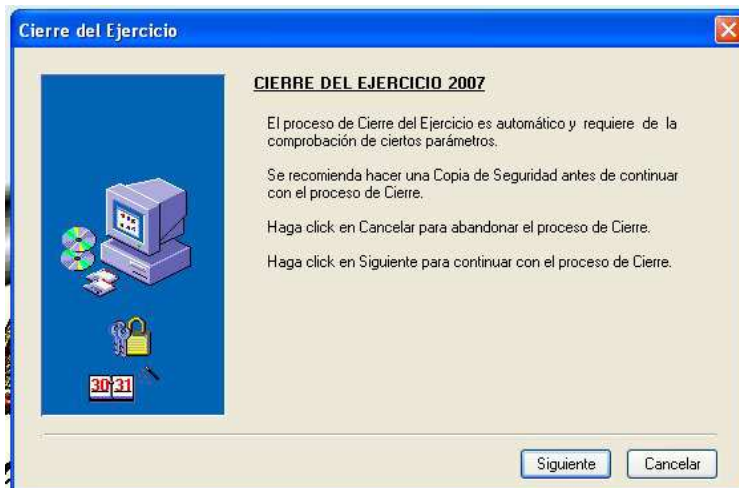 Cierre del Ejercicio
CIERRE DEL EJERCICIO 2007
El proceso de Cierre del Ejercicio es automático y requiere de la
comprobación de ciertos parámetros.
Se recomienda hacer una Copia de Seguridad antes de continuar
con el proceso de Cierre.
Haga click en Cancelar para abandonar el proceso de Cierre.
Haga click en Siguiente para continuar con el proceso de Cierre.
30 31
Siguiente Cancelar